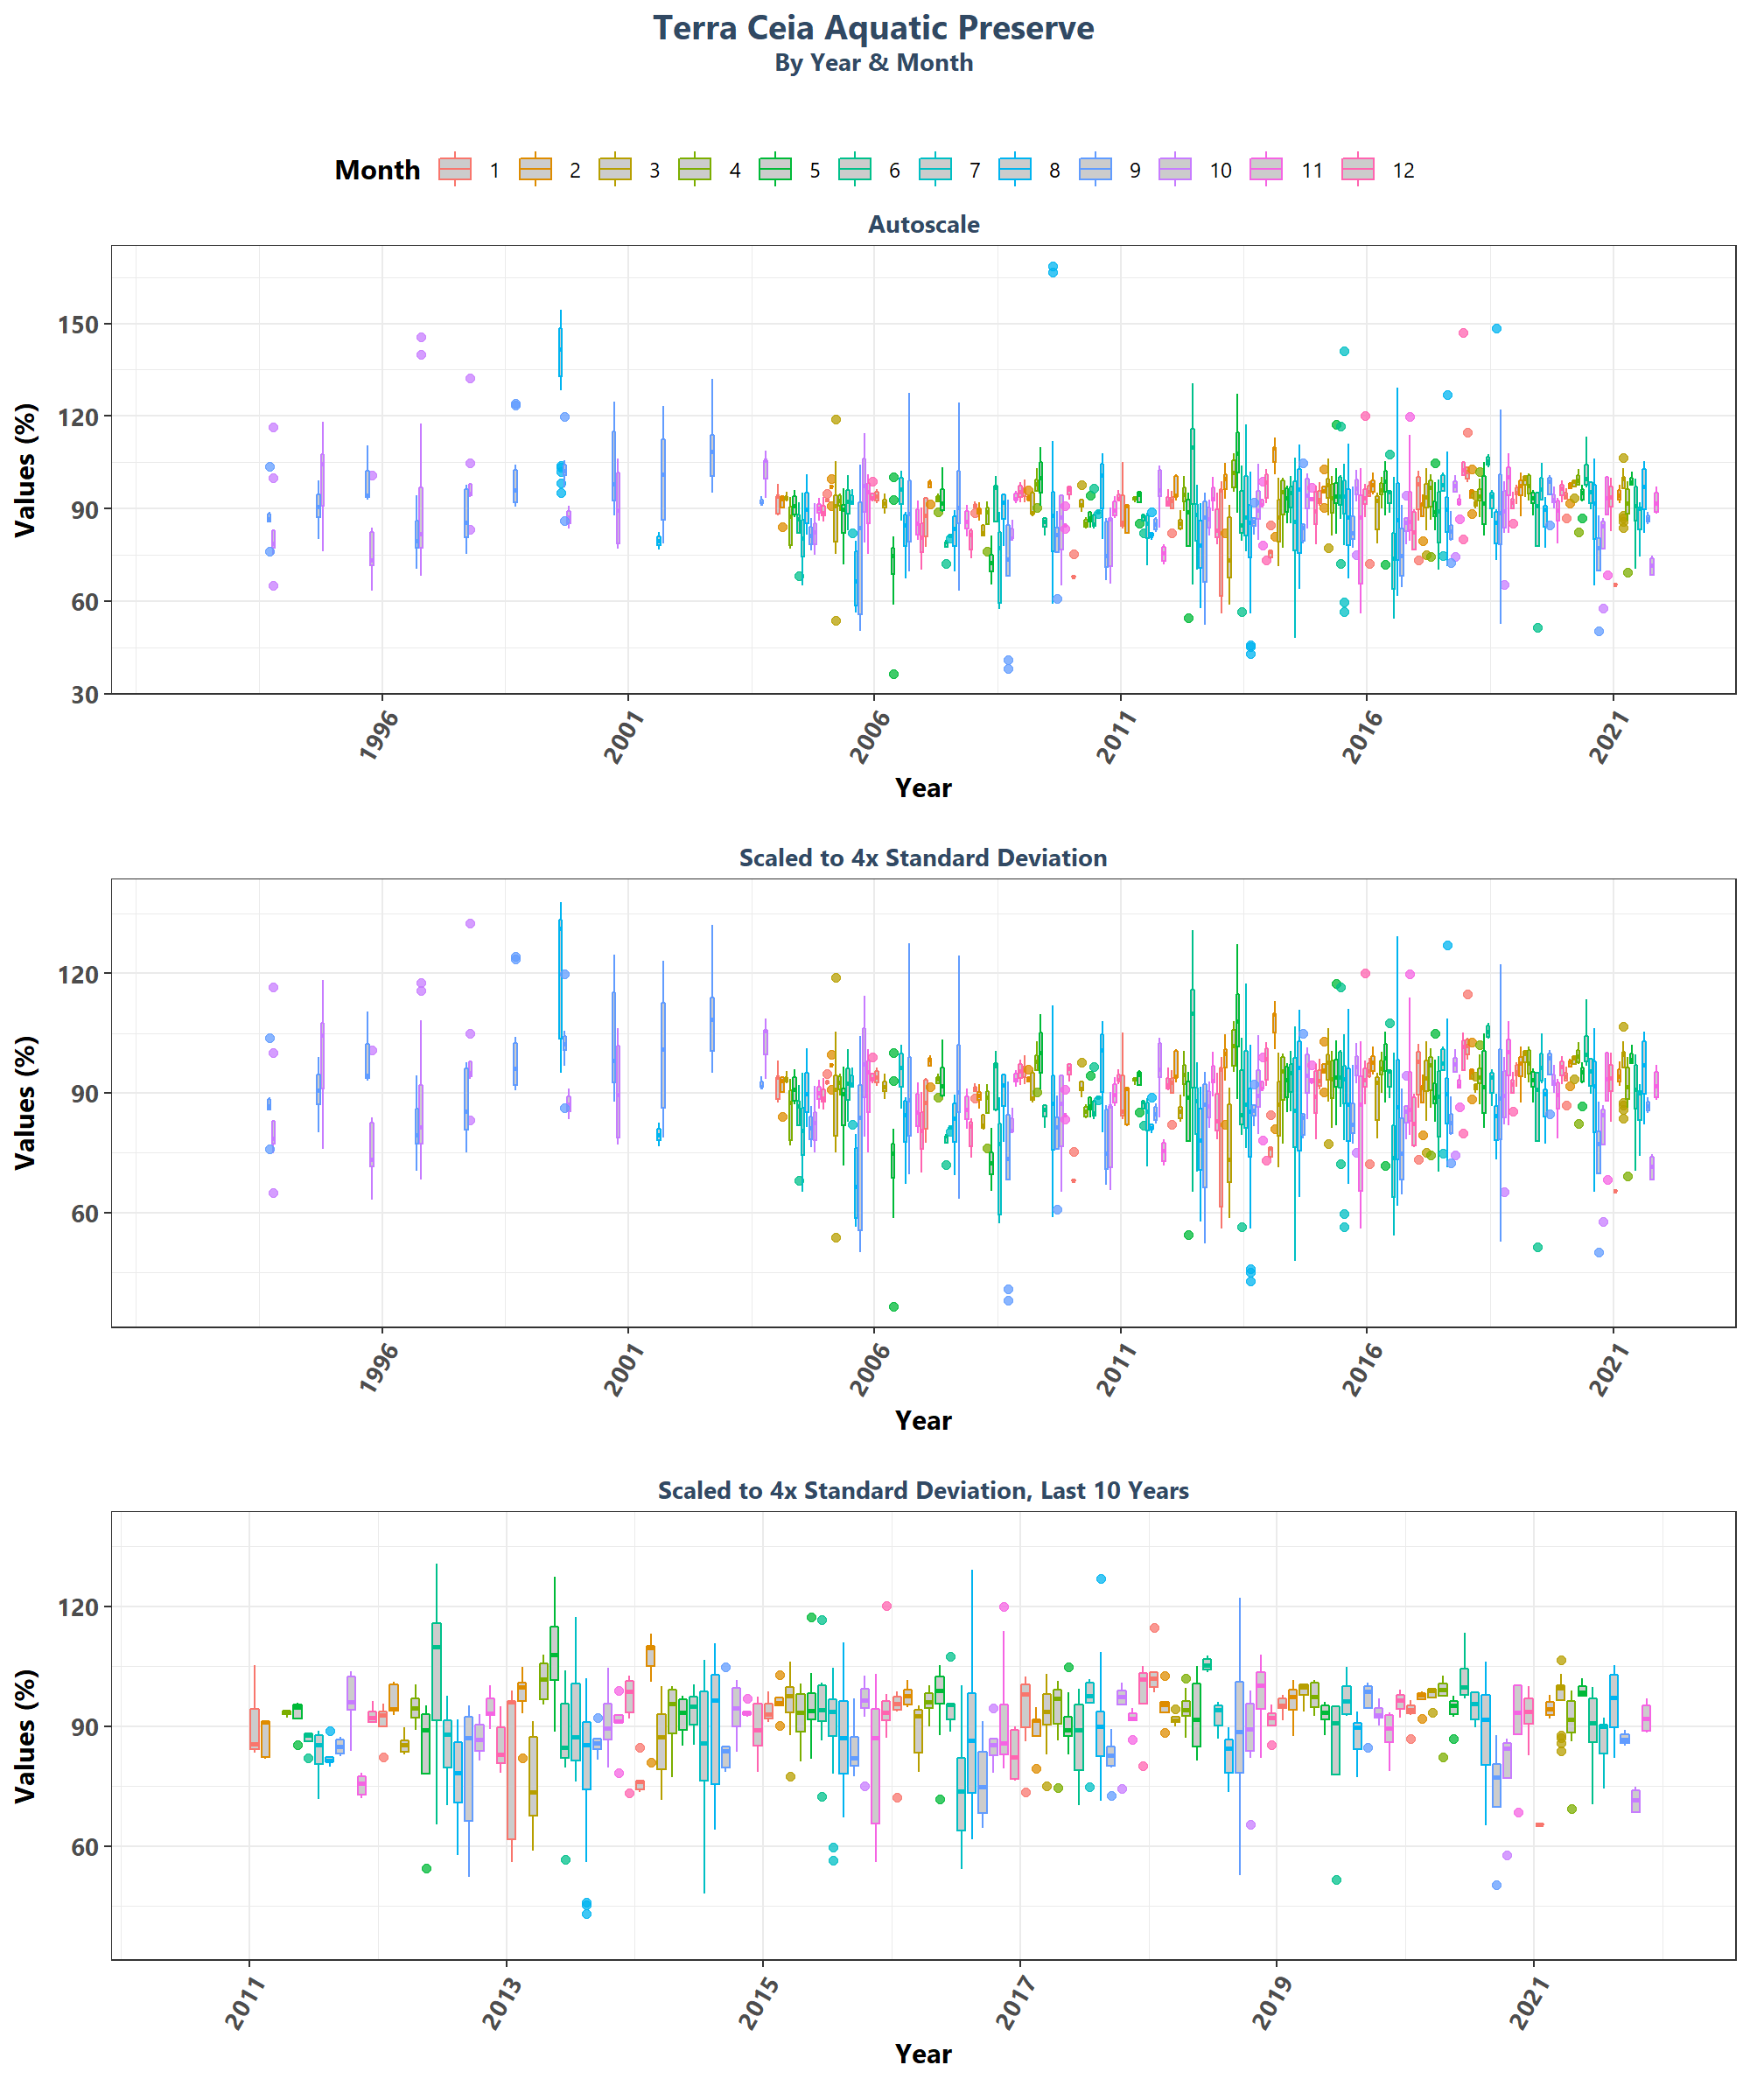 Terra Ceia Aquatic Preserve
By Year & Month
Month 1 2 3 4 5 6 7 8 9 10 11 12
Autoscale
Values (%)
150
120
90
60
30
1996 2001 2006 2011 2016 2021
Year
Scaled to 4x Standard Deviation
Values (%)
120
90
60
1996 2001 2006 2011 2016 2021
Year
Scaled to 4x Standard Deviation, Last 10 Years
Values (%)
120
90
60
2011 2013 2015 2017 2019 2021
Year